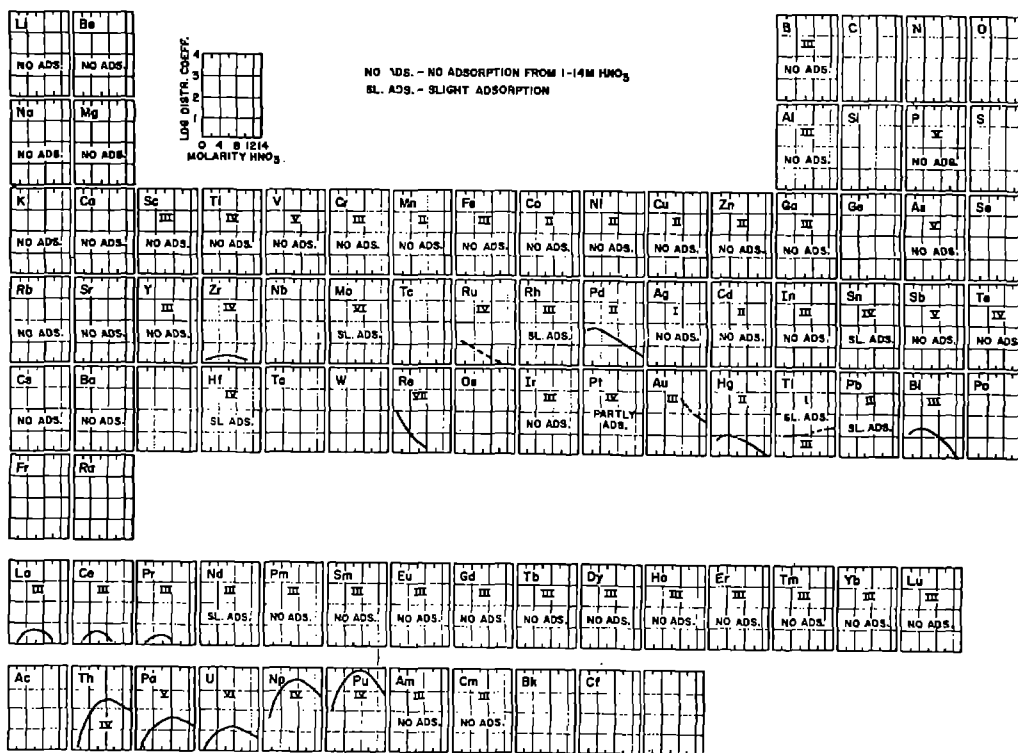 Li Be B C N O
III
NO ADS. NO ADS. NO ADS.
LOG DISTR. COEFF.
4
3
2
1
0 4 8 12 14
MOLARITY HNO3.
NO ADS. - NO ADSORPTION FROM 1-14M HNO3
SL. ADS. - SLIGHT ADSORPTION
Na Mg Al Si P S
III V
NO ADS. NO ADS. NO ADS. NO ADS.
K Ca Sc Ti V Cr Mn Fe Co Ni Cu Zn Ga Ge As Se
III IV V III II III II II II II III V
NO ADS. NO ADS. NO ADS. NO ADS. NO ADS. NO ADS. NO ADS. NO ADS. NO ADS. NO ADS. NO ADS. NO ADS. NO ADS. NO ADS.
Rb Sr Y Zr Nb Mo Tc Ru Rh Pd Ag Cd In Sn Sb Te
III IV VI IV III II I II III IV V IV
NO ADS. NO ADS. NO ADS. SL. ADS. SL. ADS. NO ADS. NO ADS. NO ADS. SL. ADS. NO ADS. NO ADS.
Cs Ba Hf Ta W Re Os Ir Pt Au Hg Tl Pb Bi Po
IV VII III IV III II I II III
NO ADS. NO ADS. SL. ADS. NO ADS. PARTLY ADS. SL. ADS. SL. ADS.
III
Fr Ra
La Ce Pr Nd Pm Sm Eu Gd Tb Dy Ho Er Tm Yb Lu
III III III III III III III III III III III III III III III
SL. ADS. NO ADS. NO ADS. NO ADS. NO ADS. NO ADS. NO ADS. NO ADS. NO ADS. NO ADS. NO ADS. NO ADS.
Ac Th Pa U Np Pu Am Cm Bk Cf
IV V VI IV IV III III
NO ADS. NO ADS.